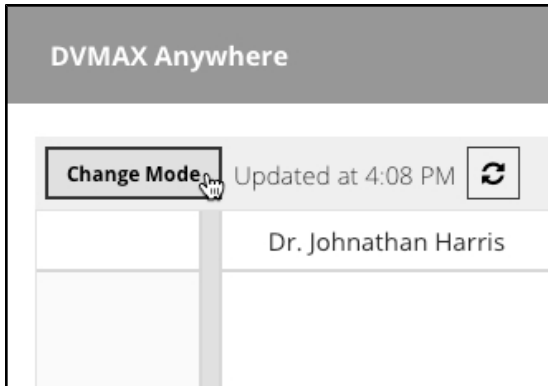 DVMAX Anywhere
Change Mode Updated at 4:08 PM
Dr. Johnathan Harris